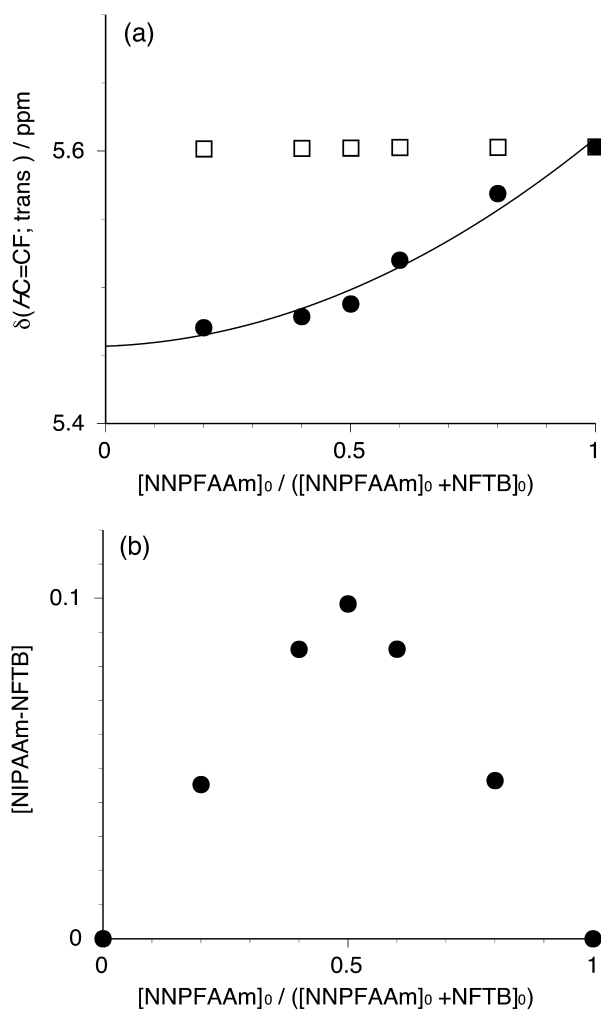 (a)
δ(HC=CF; trans ) / ppm
5.6
5.4
0
0.5
1
[NNPFAAm]₀ / ([NNPFAAm]₀ +NFTB]₀)
(b)
[NIPAAm-NFTB]
0.1
0
0
0.5
1
[NNPFAAm]₀ / ([NNPFAAm]₀ +NFTB]₀)